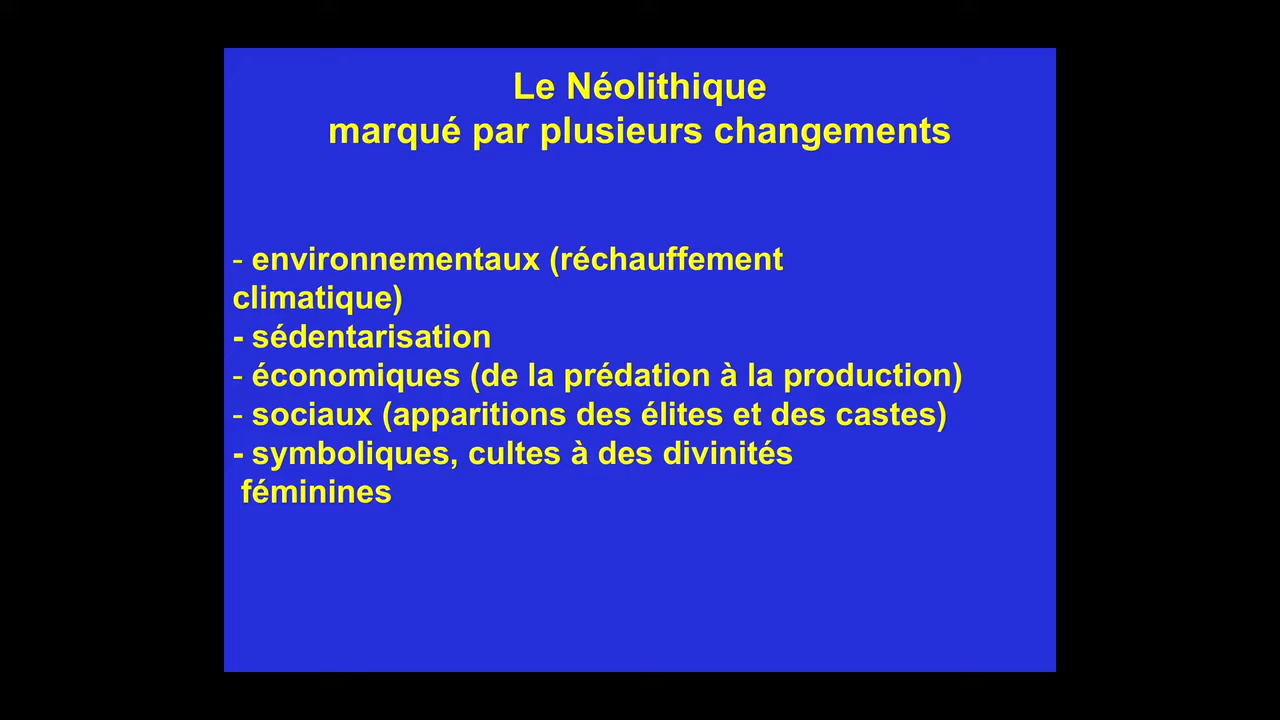 Le Néolithique
marqué par plusieurs changements
- environnementaux (réchauffement
climatique)
- sédentarisation
- économiques (de la prédation à la production)
- sociaux (apparitions des élites et des castes)
- symboliques, cultes à des divinités
féminines